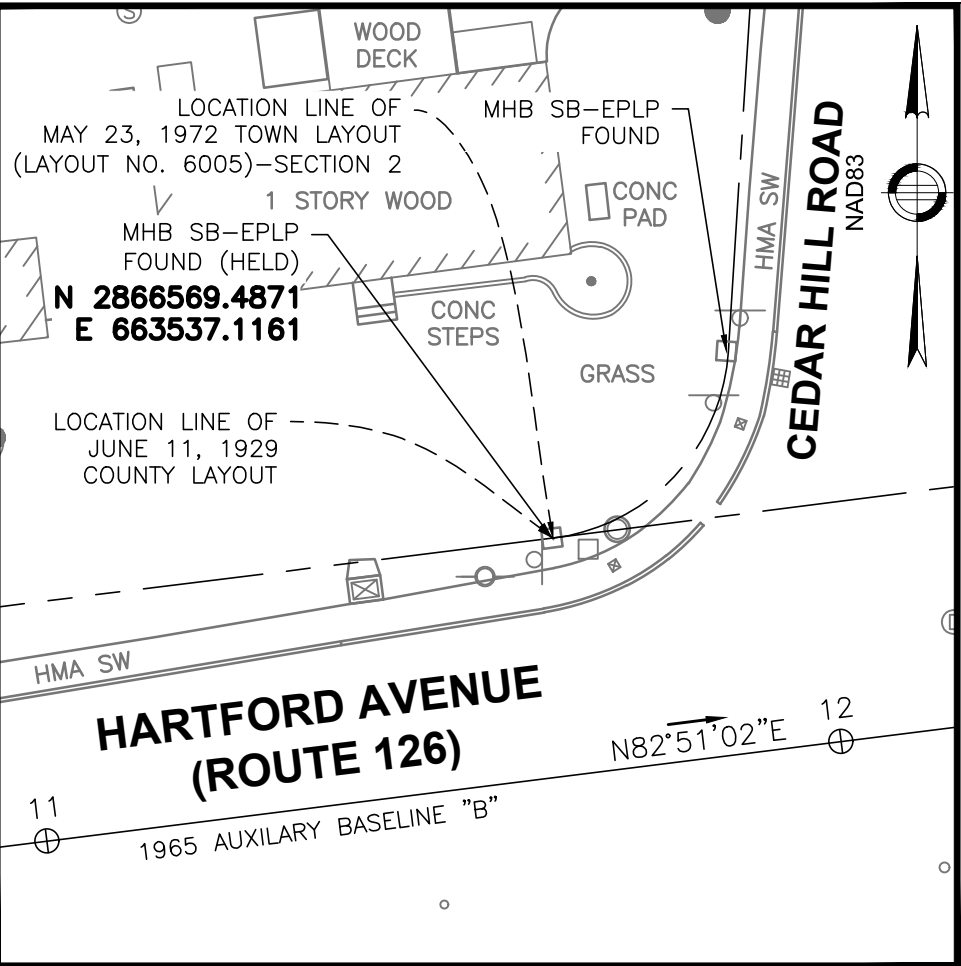 S
WOOD
DECK
LOCATION LINE OF
MAY 23, 1972 TOWN LAYOUT
(LAYOUT NO. 6005)-SECTION 2
MHB SB-EPLP
FOUND
1 STORY WOOD
CONC
PAD
MHB SB-EPLP
FOUND (HELD)
N 2866569.4871
E 663537.1161
CONC
STEPS
GRASS
HMA SW
CEDAR HILL ROAD
NAD83
LOCATION LINE OF
JUNE 11, 1929
COUNTY LAYOUT
HMA SW
HARTFORD AVENUE
(ROUTE 126)
N82°51'02"E
12
11
1965 AUXILARY BASELINE "B"